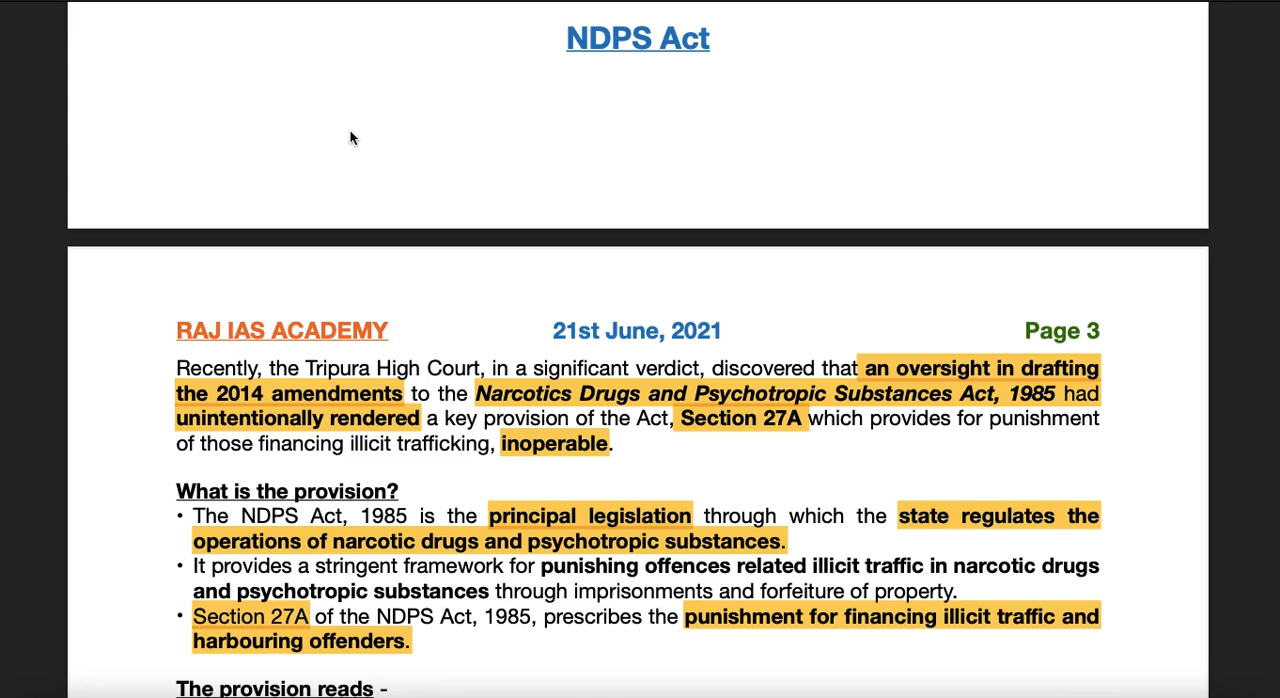 NDPS Act
RAJ IAS ACADEMY 21st June, 2021 Page 3
Recently, the Tripura High Court, in a significant verdict, discovered that an oversight in drafting
the 2014 amendments to the Narcotics Drugs and Psychotropic Substances Act, 1985 had
unintentionally rendered a key provision of the Act, Section 27A which provides for punishment
of those financing illicit trafficking, inoperable.
What is the provision?
• The NDPS Act, 1985 is the principal legislation through which the state regulates the
operations of narcotic drugs and psychotropic substances.
• It provides a stringent framework for punishing offences related illicit traffic in narcotic drugs
and psychotropic substances through imprisonments and forfeiture of property.
• Section 27A of the NDPS Act, 1985, prescribes the punishment for financing illicit traffic and
harbouring offenders.
The provision reads -